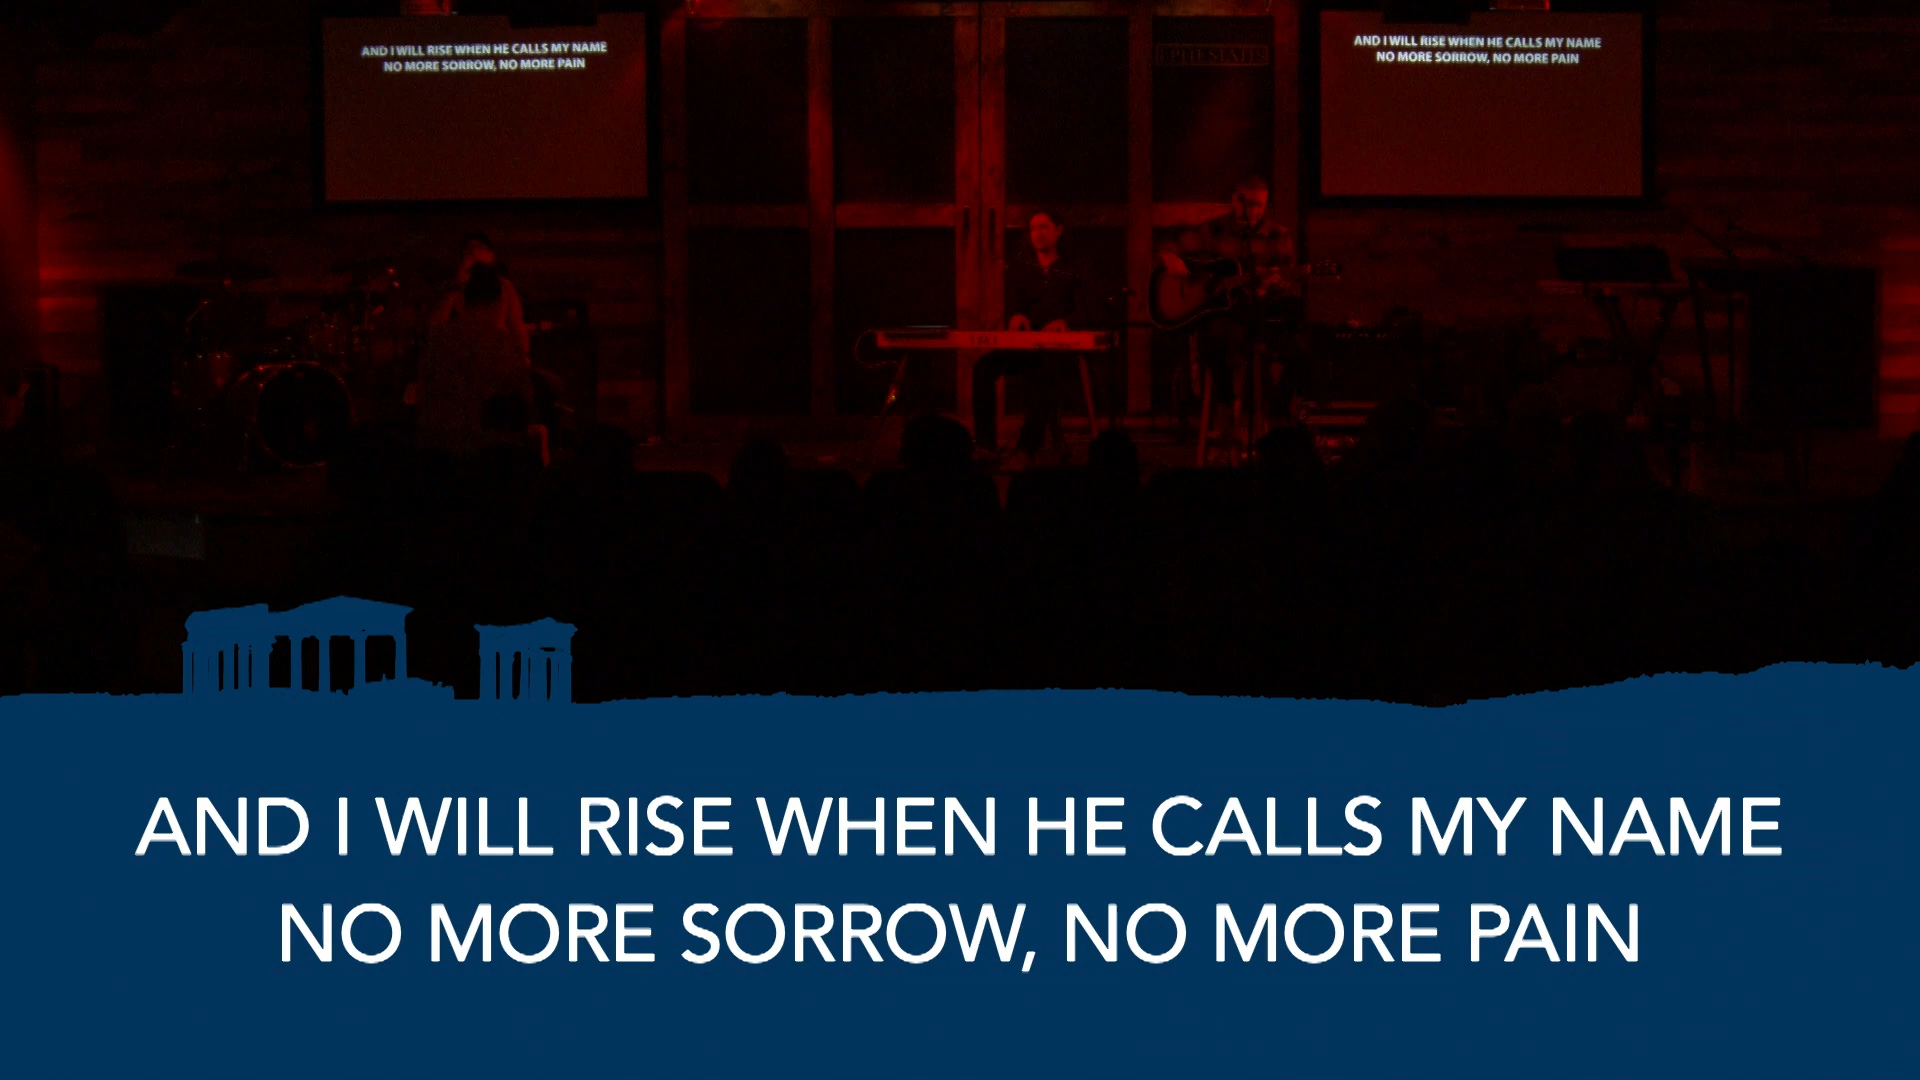 AND I WILL RISE WHEN HE CALLS MY NAME
NO MORE SORROW, NO MORE PAIN
AND I WILL RISE WHEN HE CALLS MY NAME
NO MORE SORROW, NO MORE PAIN
EPHESIANS
AND I WILL RISE WHEN HE CALLS MY NAME
NO MORE SORROW, NO MORE PAIN